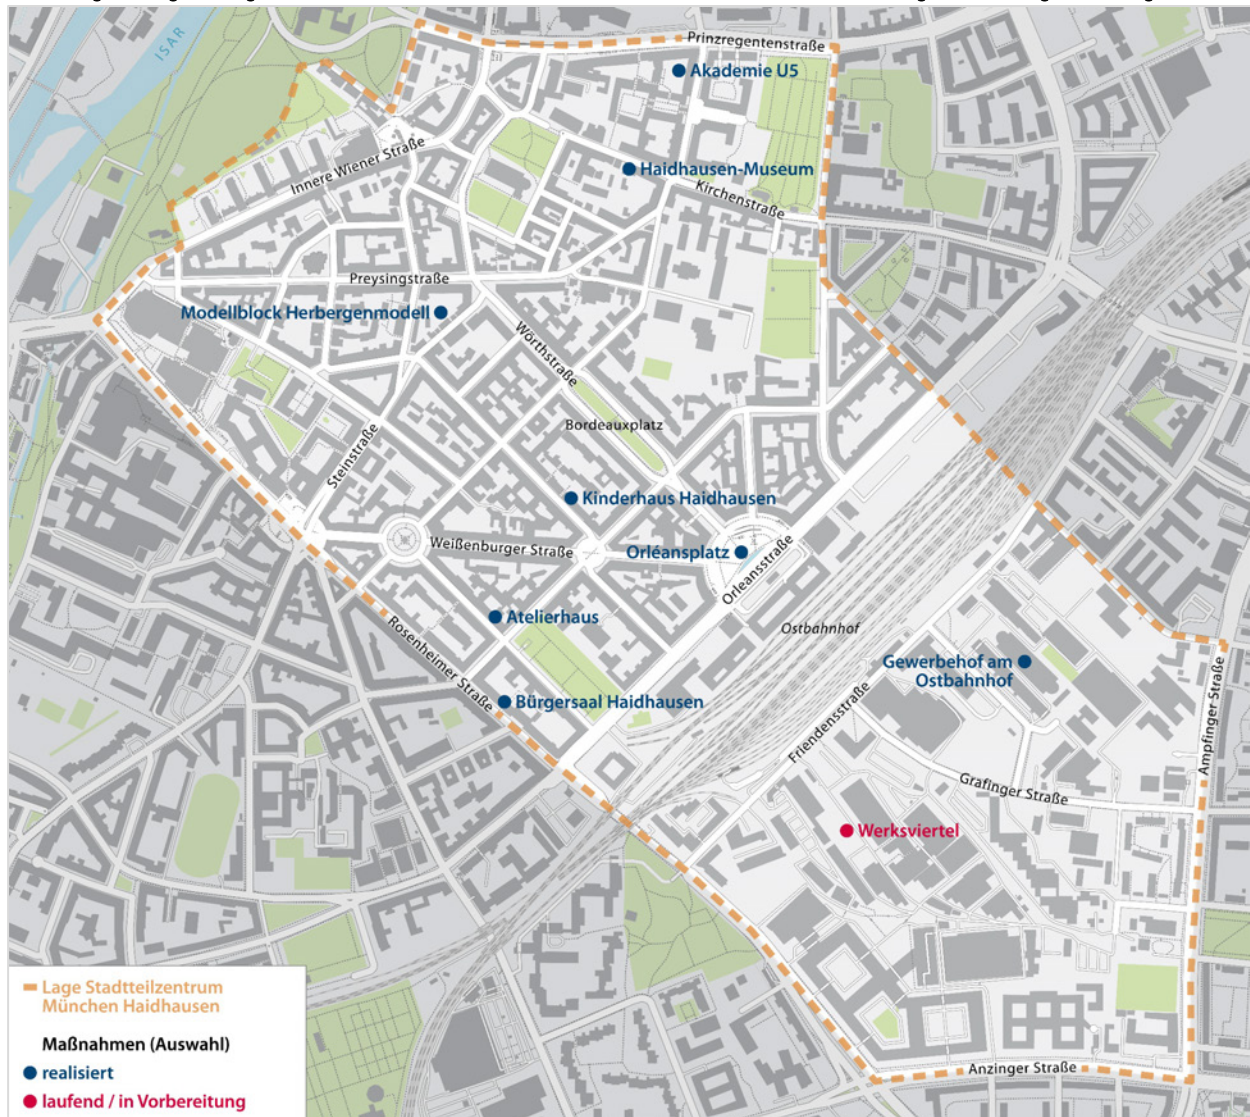 ISAR
Prinzregentenstraße
Akademie U5
Innere Wiener Straße
Haidhausen-Museum
Kirchenstraße
Preysingstraße
Modellblock Herbergenmodell
Wörthstraße
Bordeauxplatz
Steinstraße
Kinderhaus Haidhausen
Weißenburger Straße
Orléansplatz
Orleansstraße
Atelierhaus
Ostbahnhof
Rosenheimer Straße
Gewerbehof am
Ostbahnhof
Bürgersaal Haidhausen
Friendensstraße
Ampfinger Straße
Grafinger Straße
Werksviertel
Anzinger Straße
Lage Stadtteilzentrum
München Haidhausen
Maßnahmen (Auswahl)
realisiert
laufend / in Vorbereitung